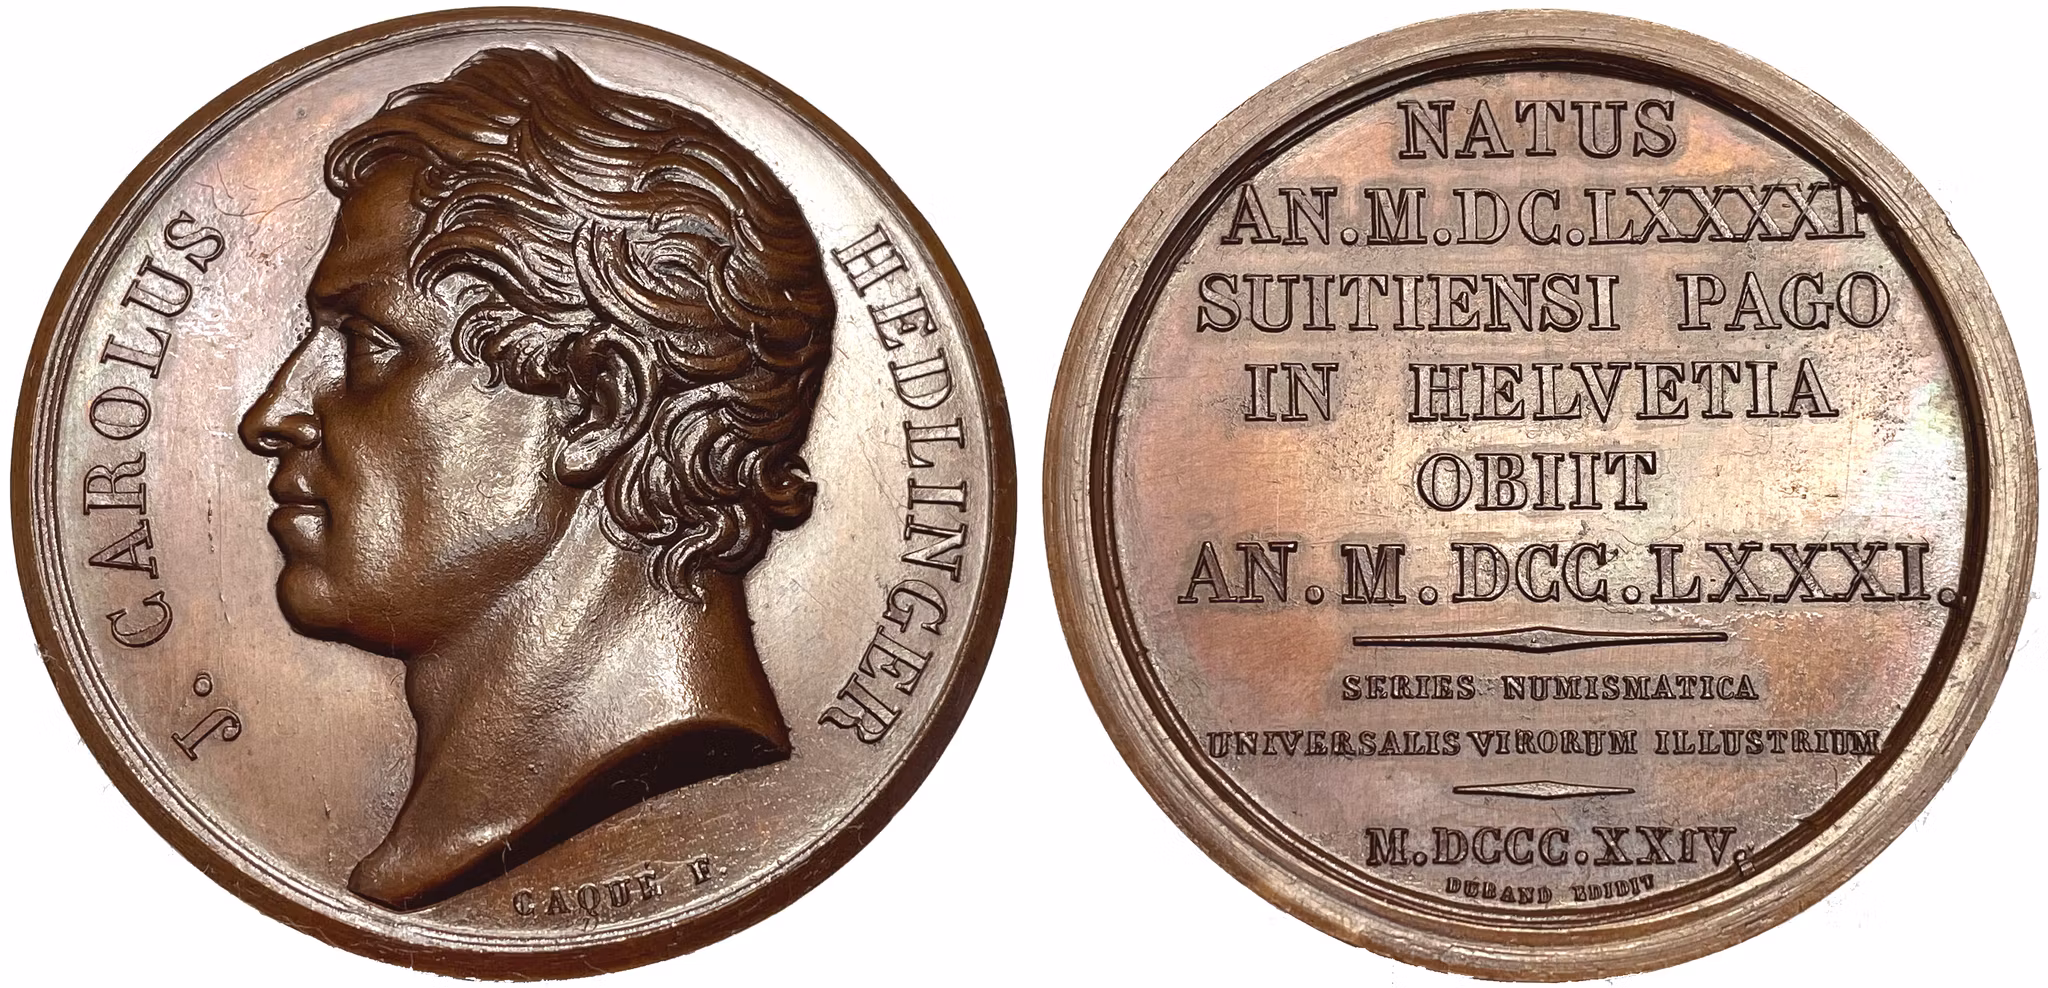 J. CAROLUS HEDLINGER
CAQUÉ F.
NATUS
AN.M.DC.LXXXXI
SUITIENSI PAGO
IN HELVETIA
OBIIT
AN.M.DCC.LXXXI.
SERIES NUMISMATICA
UNIVERSALIS VIRORUM ILLUSTRIUM
M.DCCC.XXIV.
DURAND EDIDIT